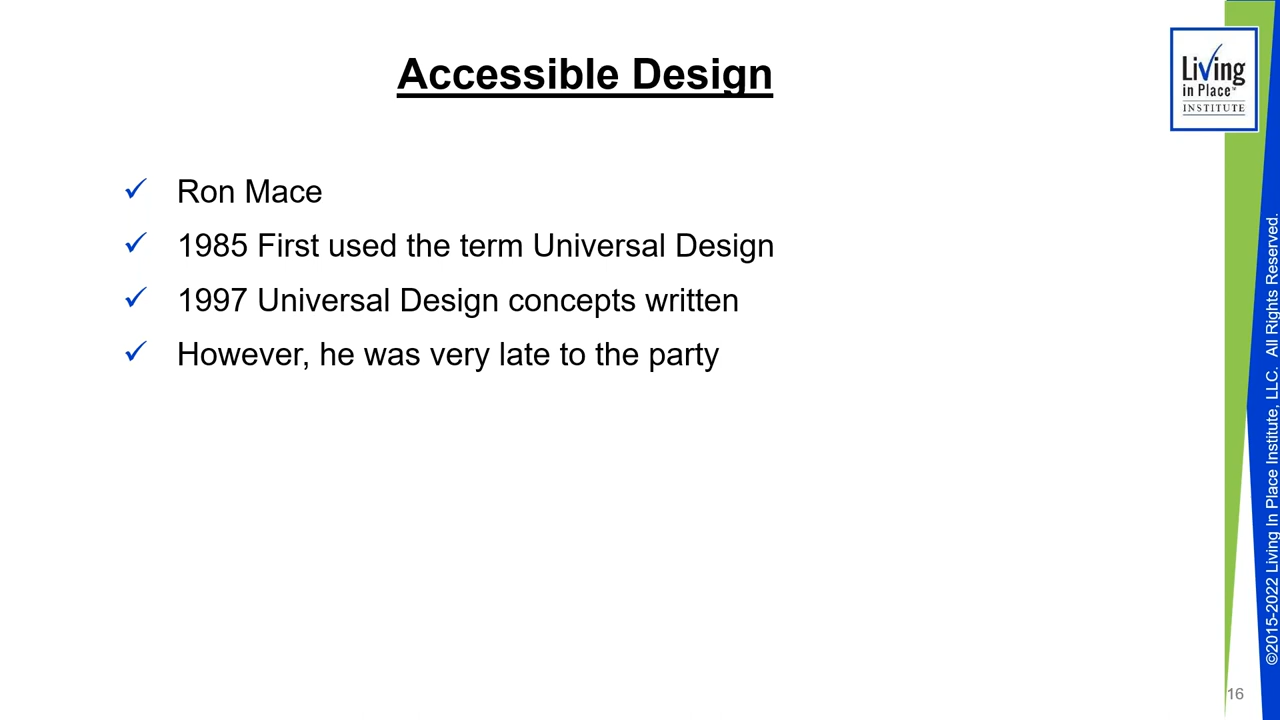 Accessible Design
Living
in Place™
INSTITUTE
Ron Mace
1985 First used the term Universal Design
1997 Universal Design concepts written
However, he was very late to the party
©2015-2022 Living In Place Institute, LLC. All Rights Reserved.
16